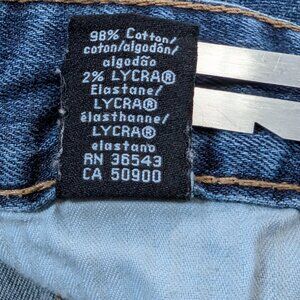 98% Cotton/
coton/algodón/
algodão
2% LYCRA®
Elastane/
LYCRA®
élasthanne/
LYCRA®
elastano
RN 36543
CA 50900